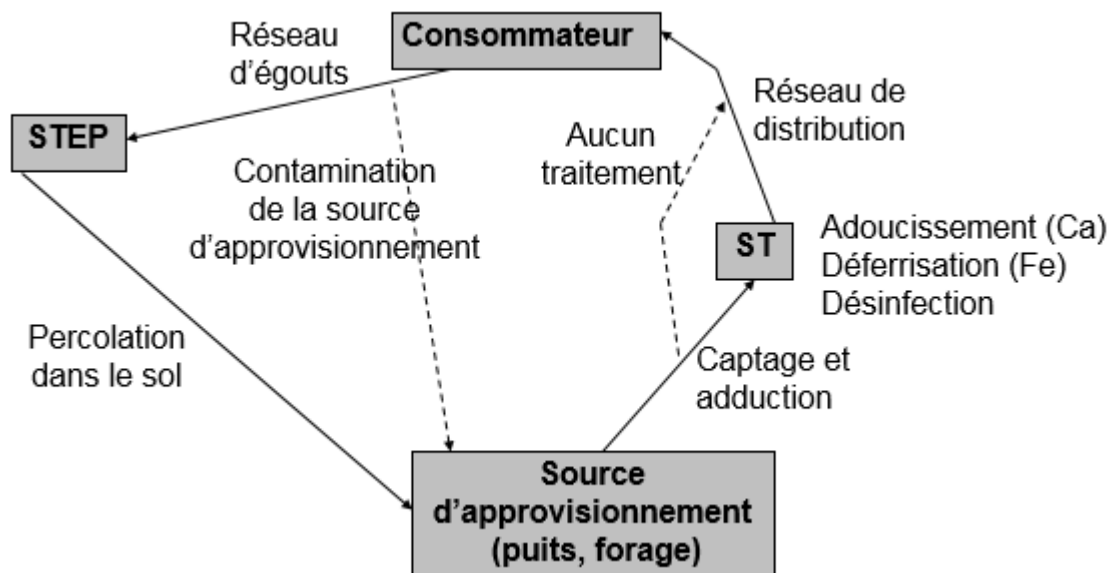 Réseau
d'égouts
Consommateur
STEP
Réseau de
distribution
Aucun
traitement
Contamination
de la source
d'approvisionnement
ST
Adoucissement (Ca)
Déferrisation (Fe)
Désinfection
Percolation
dans le sol
Captage et
adduction
Source
d'approvisionnement
(puits, forage)